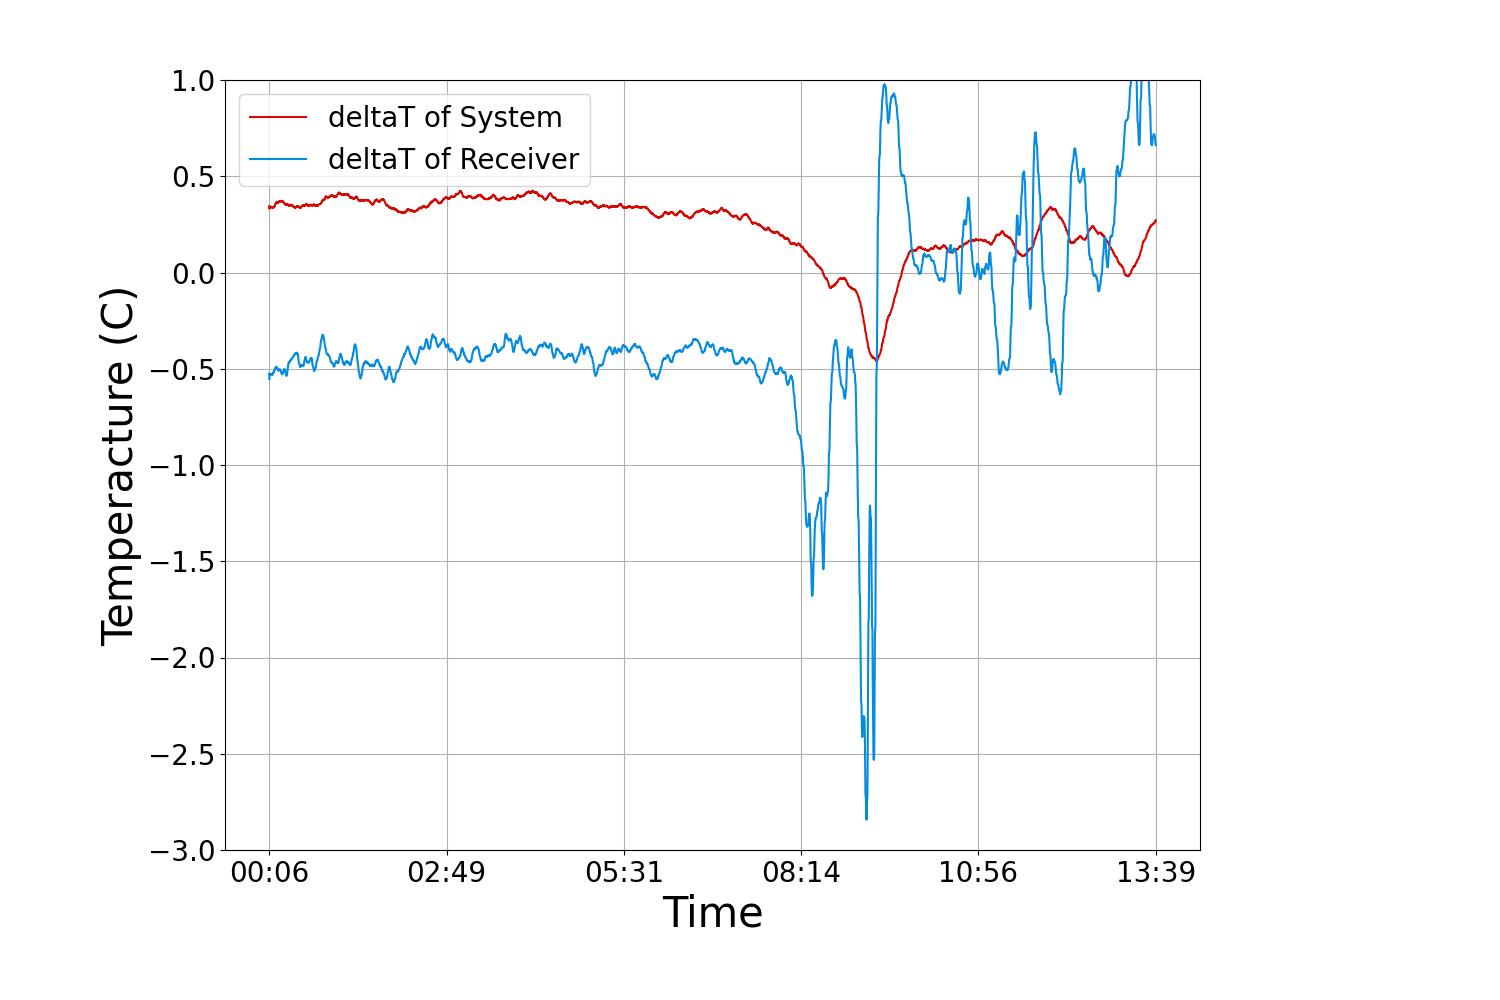 1.0
deltaT of System
deltaT of Receiver
0.5
0.0
−0.5
−1.0
−1.5
−2.0
−2.5
−3.0
Temperacture (C)
00:06 02:49 05:31 08:14 10:56 13:39
Time